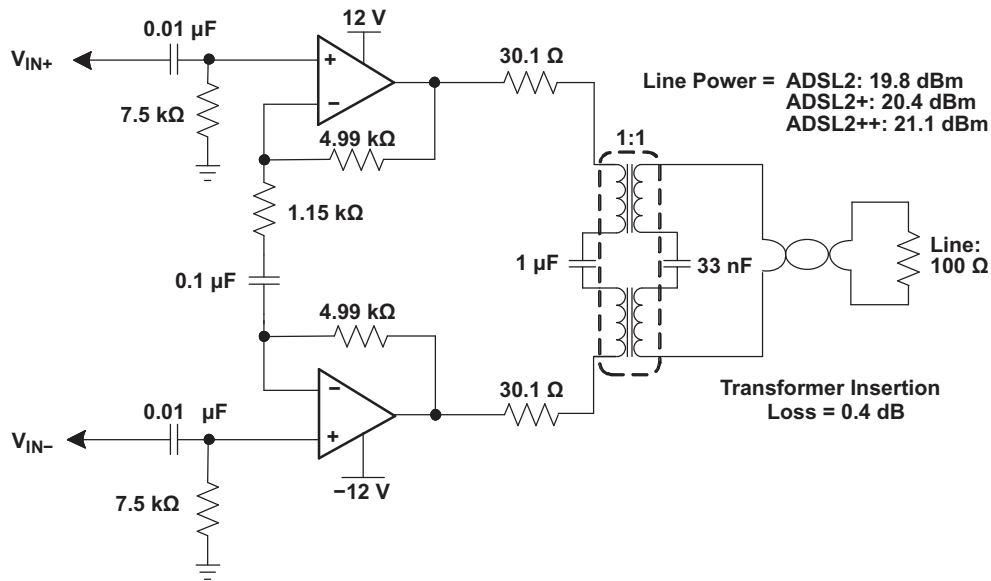 12 V
0.01 µF
VIN+
+
−
30.1 Ω
Line Power = ADSL2: 19.8 dBm
ADSL2+: 20.4 dBm
ADSL2++: 21.1 dBm
7.5 kΩ
4.99 kΩ
1:1
1.15 kΩ
1 µF
33 nF
Line:
100 Ω
0.1 µF
4.99 kΩ
30.1 Ω
−
+
0.01 µF
VIN−
Transformer Insertion
Loss = 0.4 dB
−12 V
7.5 kΩ